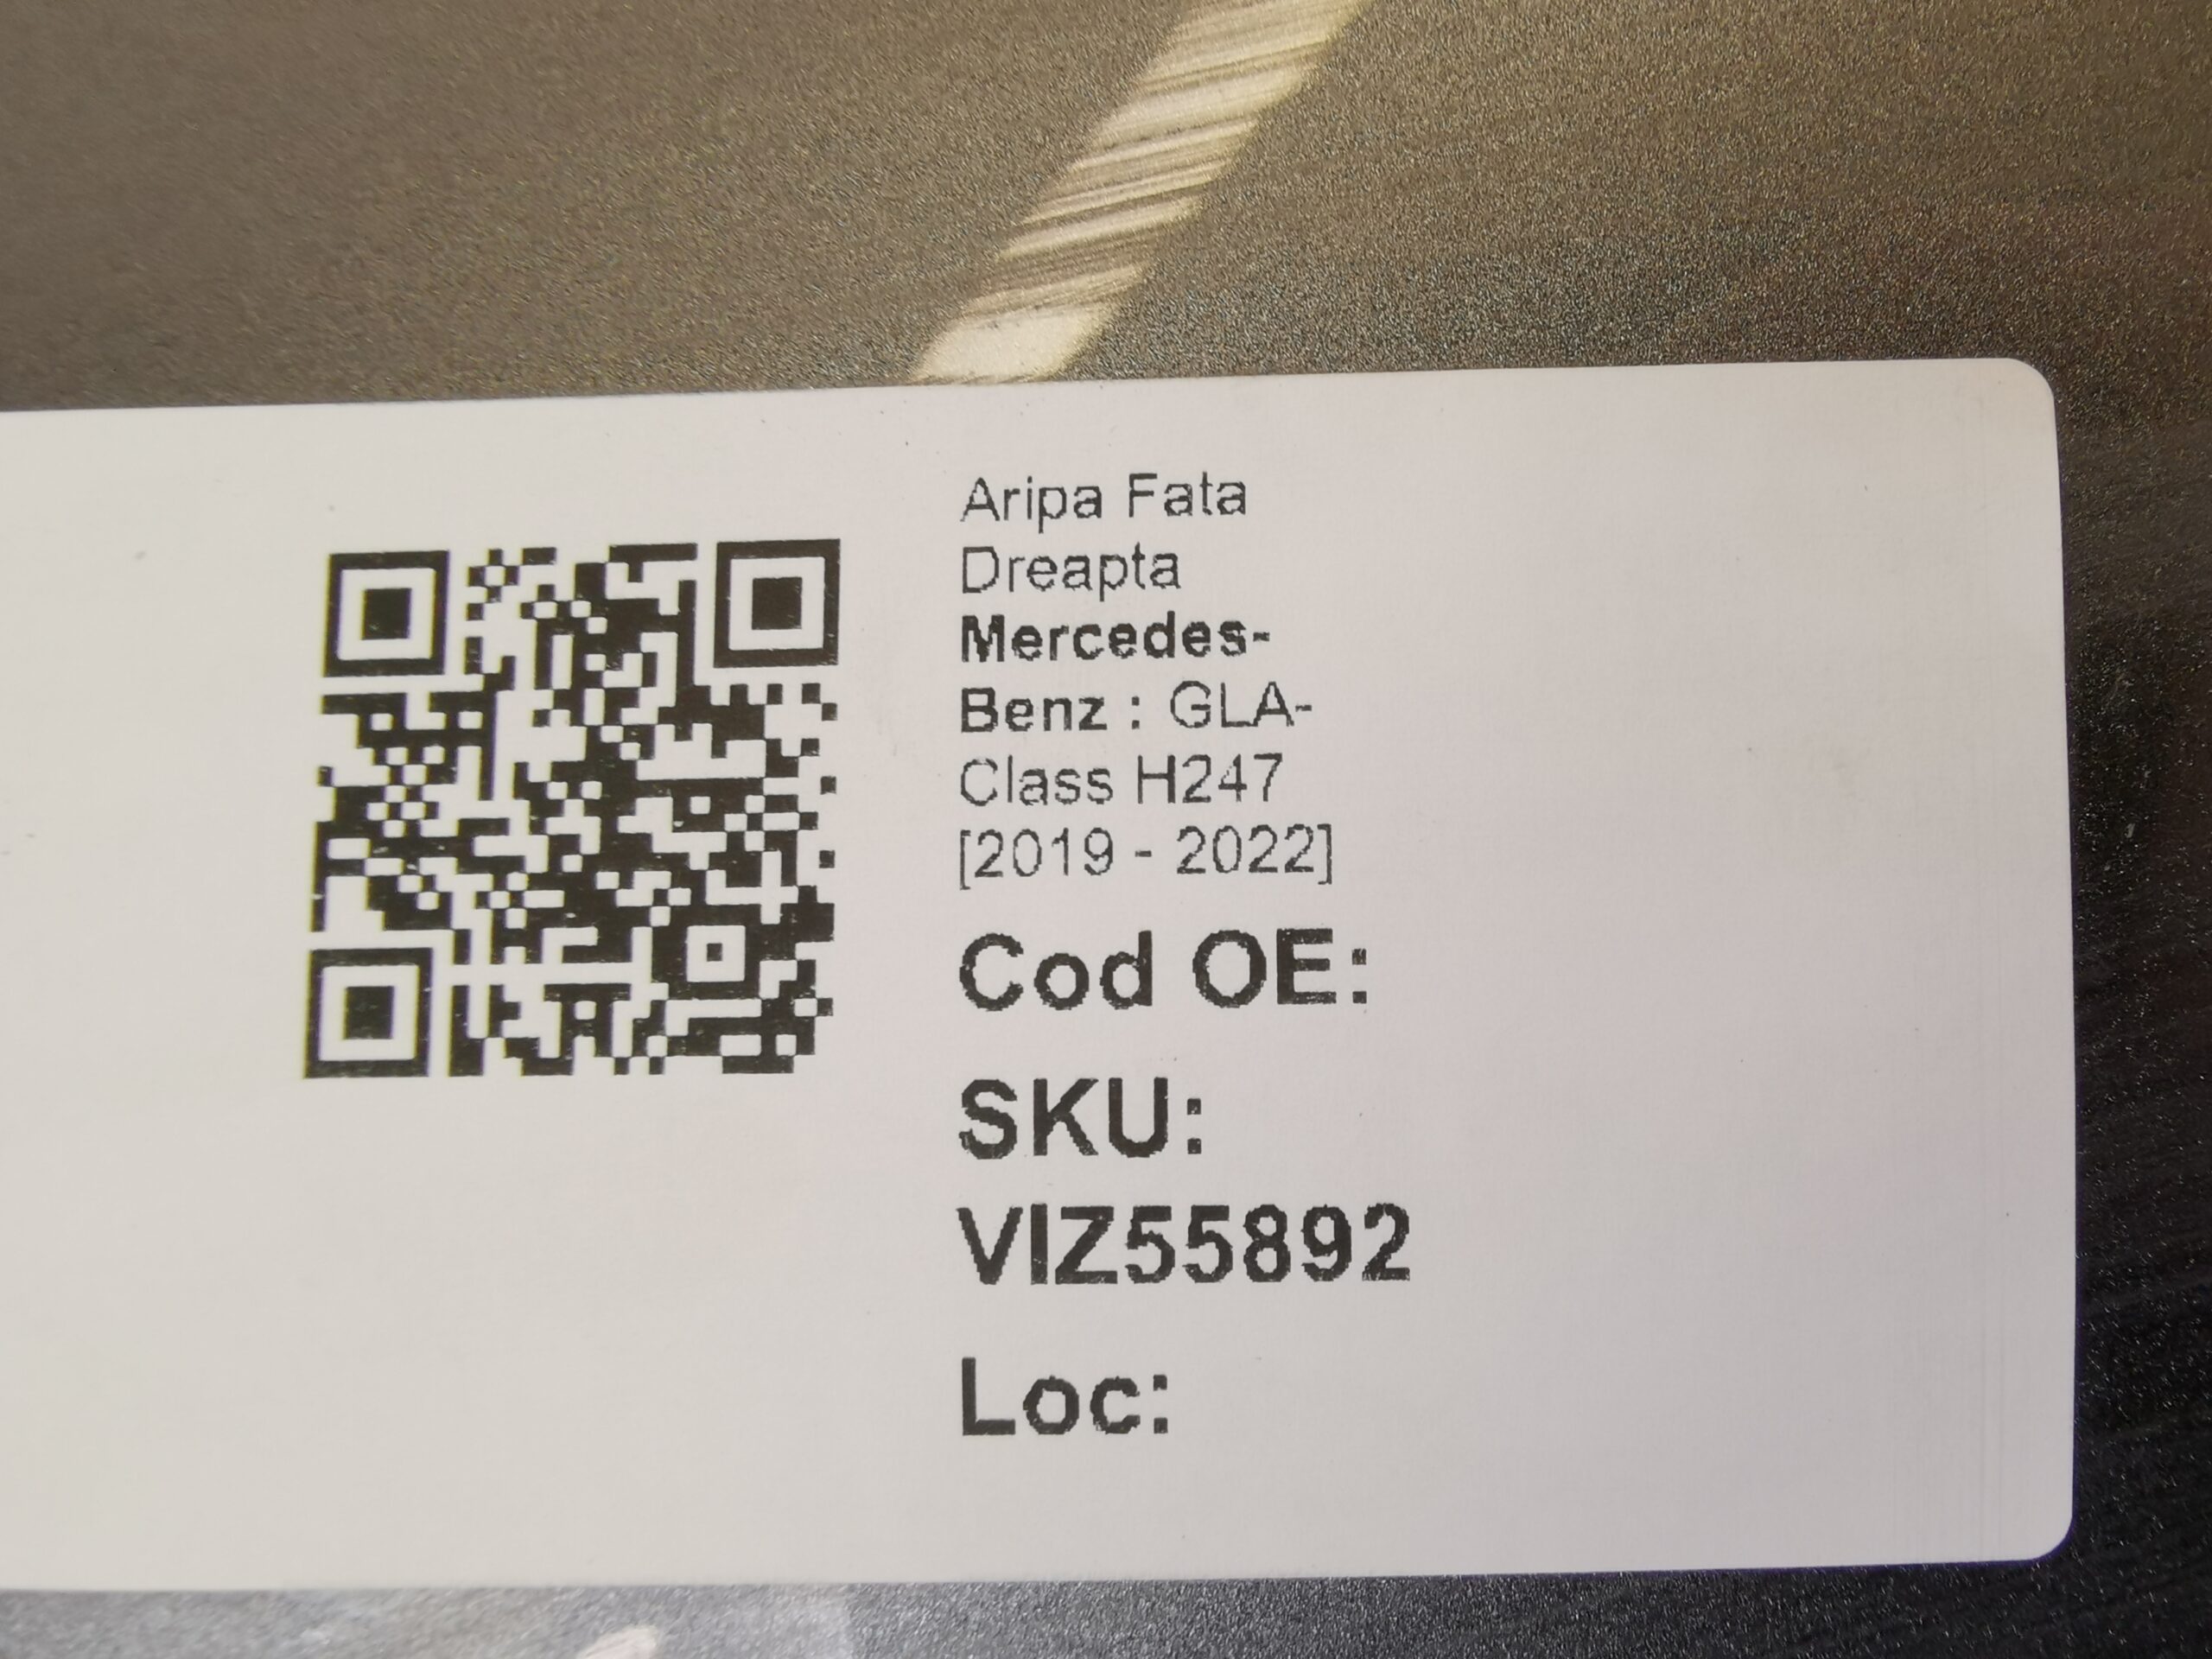 Aripa Fata
Dreapta
Mercedes-
Benz : GLA-
Class H247
[2019 - 2022]
Cod OE:
SKU:
VIZ55892
Loc: